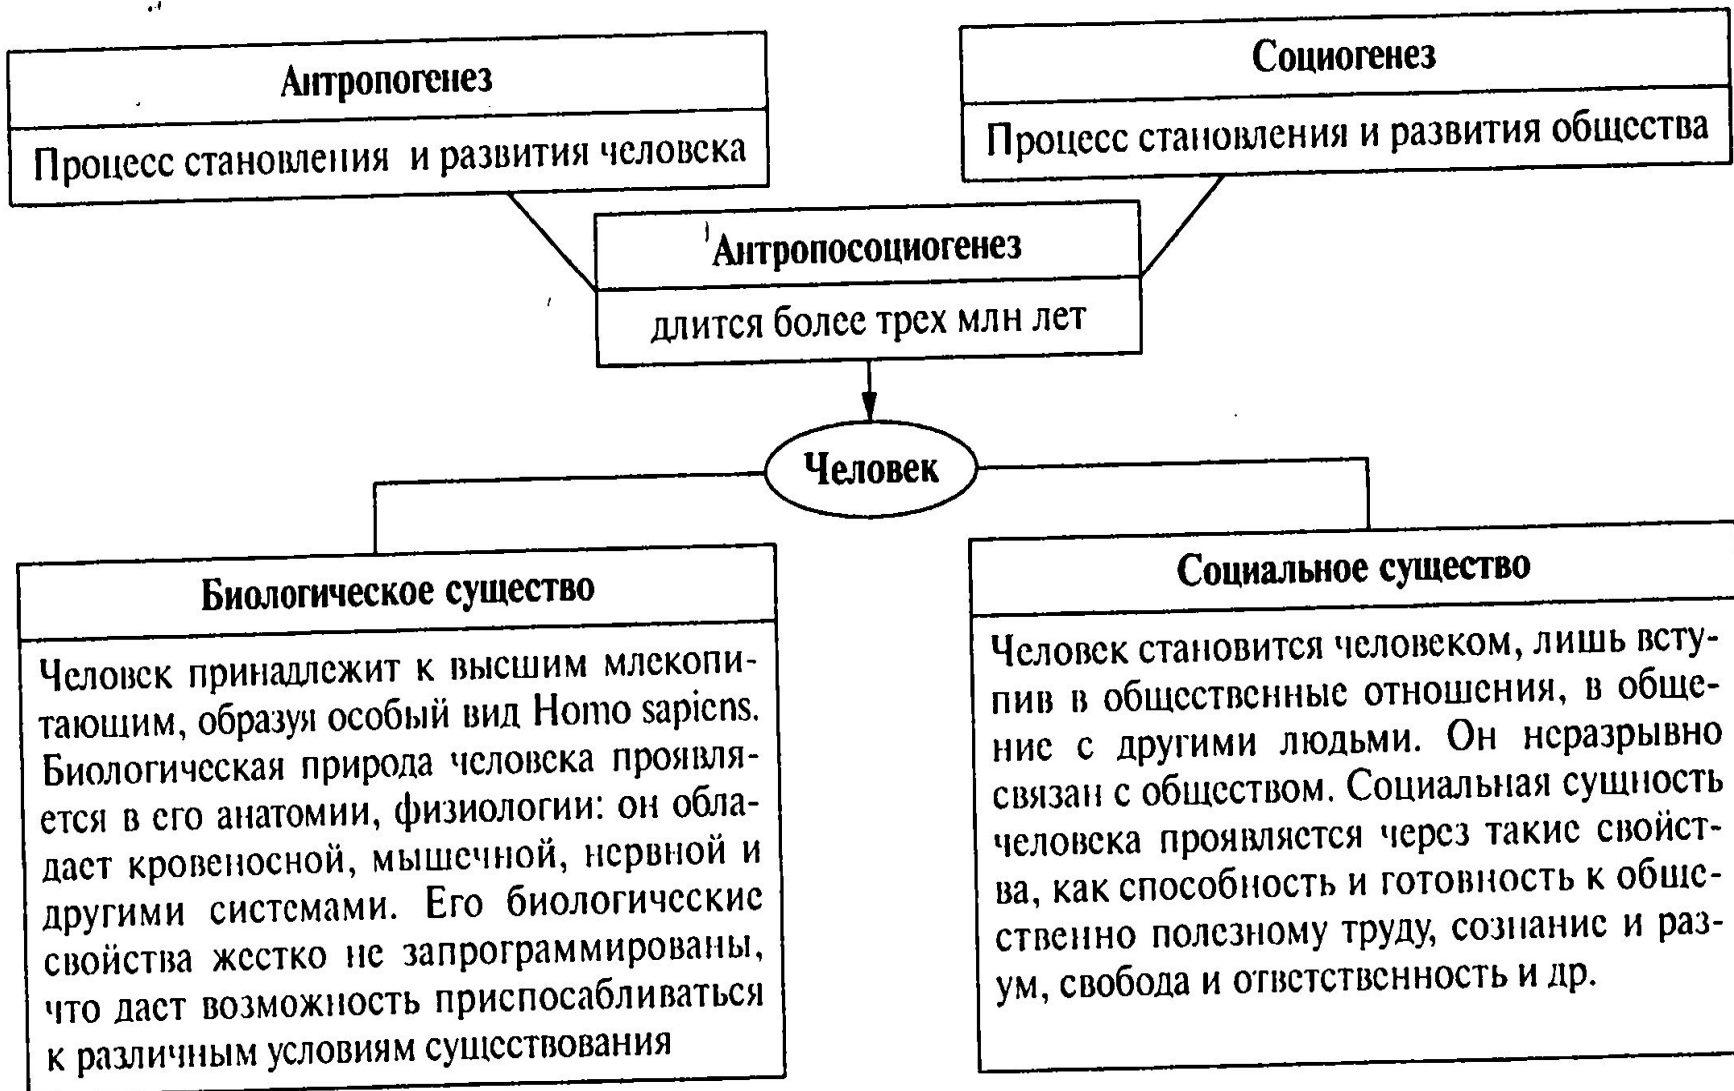 Антропогенез
Процесс становления и развития человека
Социогенез
Процесс становления и развития общества
Антропосоциогенез
длится более трех млн лет
Человек
Биологическое существо
Человек принадлежит к высшим млекопи-
тающим, образуя особый вид Homo sapiens.
Биологическая природа человека проявля-
ется в его анатомии, физиологии: он обла-
дает кровеносной, мышечной, нервной и
другими системами. Его биологические
свойства жестко не запрограммированы,
что дает возможность приспосабливаться
к различным условиям существования
Социальное существо
Человек становится человеком, лишь всту-
пив в общественные отношения, в обще-
ние с другими людьми. Он неразрывно
связан с обществом. Социальная сущность
человека проявляется через такие свойст-
ва, как способность и готовность к обще-
ственно полезному труду, сознание и раз-
ум, свобода и ответственность и др.